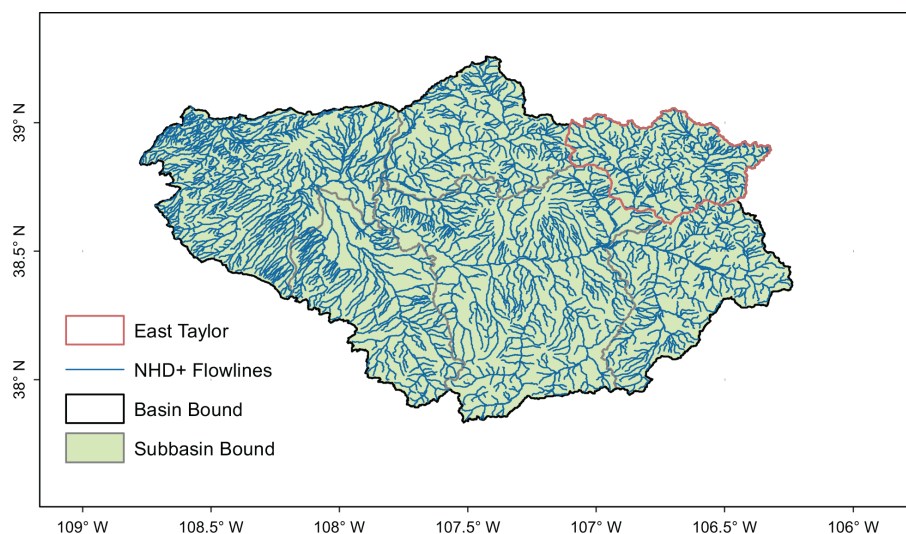 39° N
38.5° N
38° N
East Taylor
NHD+ Flowlines
Basin Bound
Subbasin Bound
109° W
108.5° W
108° W
107.5° W
107° W
106.5° W
106° W